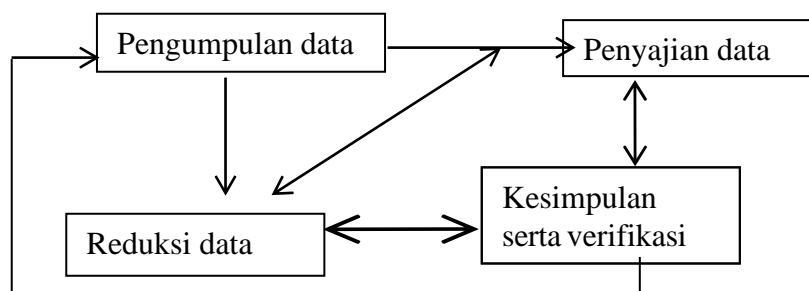 Pengumpulan data
Penyajian data
Reduksi data
Kesimpulan
serta verifikasi